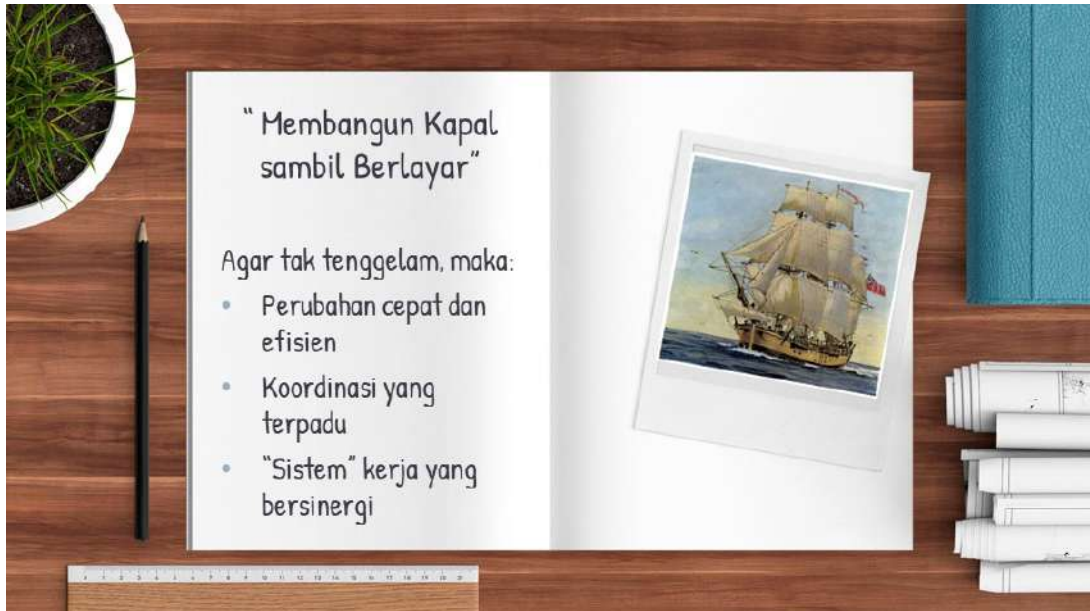 “ Membangun Kapal
sambil Berlayar”
Agar tak tenggelam, maka:
• Perubahan cepat dan
efisien
• Koordinasi yang
terpadu
• “Sistem” kerja yang
bersinergi